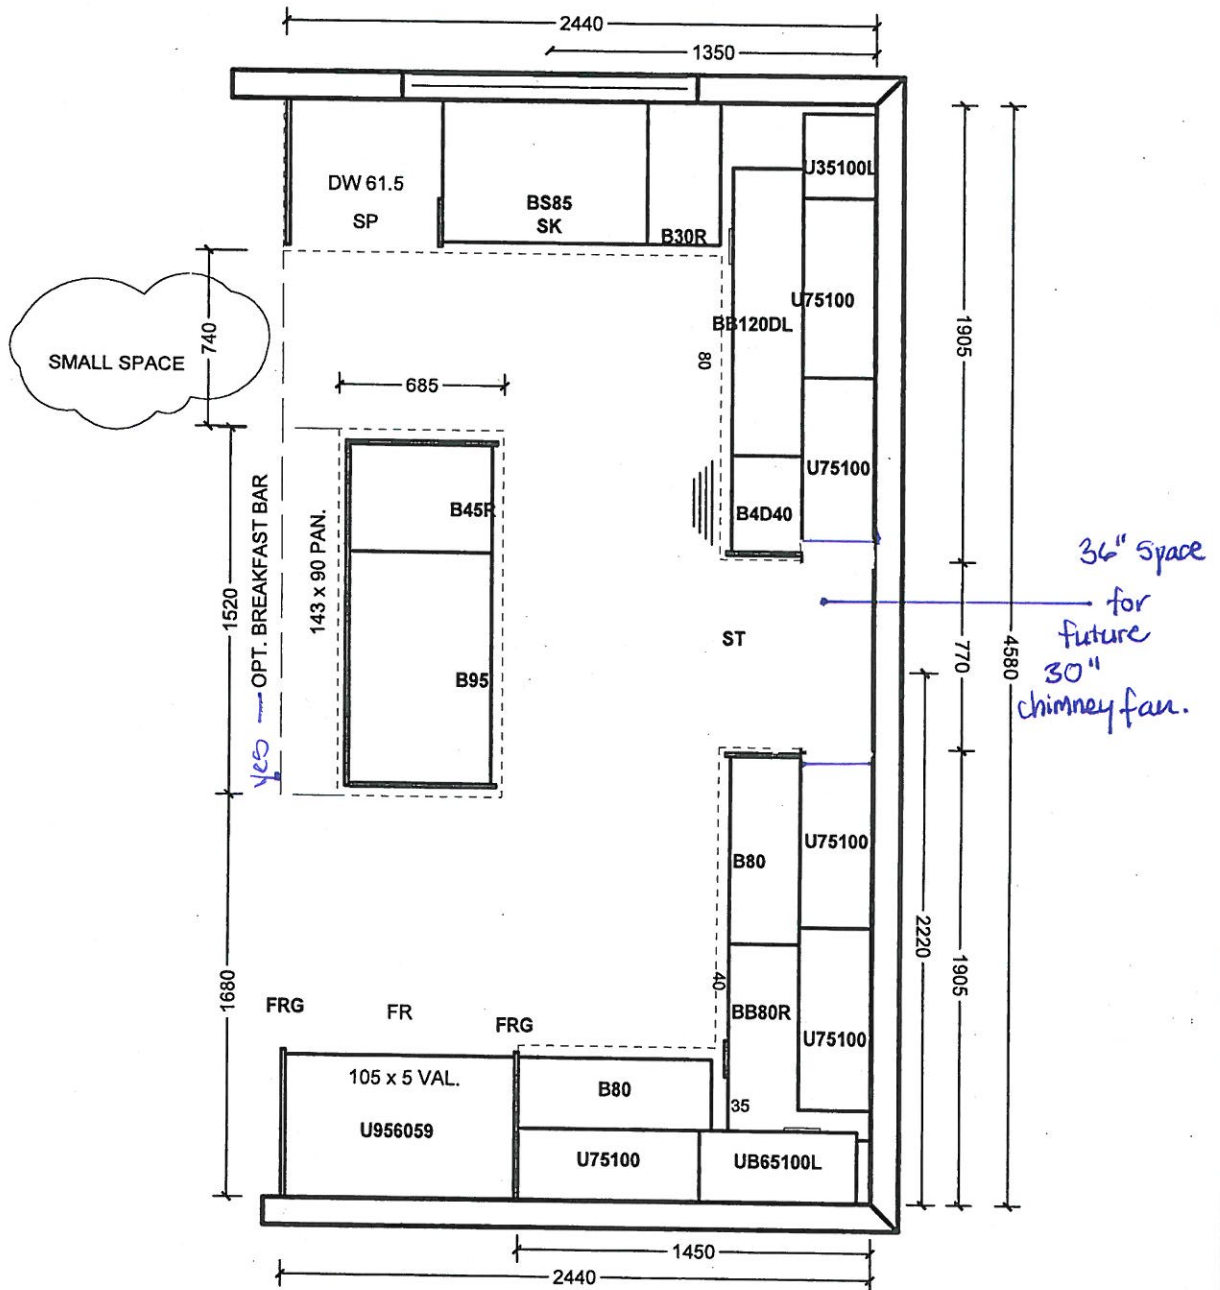 2440
1350
DW 61.5
SP
BS85
SK
B30R
U35100L
U75100
BB120DL
80
1905
4580
740
SMALL SPACE
685
U75100
B4D40
B45R
143 x 90 PAN.
yes — OPT. BREAKFAST BAR
1520
B95
ST
770
36" Space
for
future
30"
chimney fan.
U75100
B80
2220
1905
1680
40
BB80R
U75100
FRG
FR
FRG
105 x 5 VAL.
U956059
B80
35
U75100
UB65100L
1450
2440